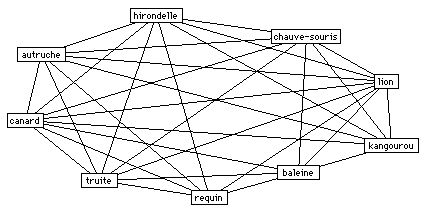 hirondelle
chauve-souris
autruche
lion
canard
kangourou
truite
baleine
requin